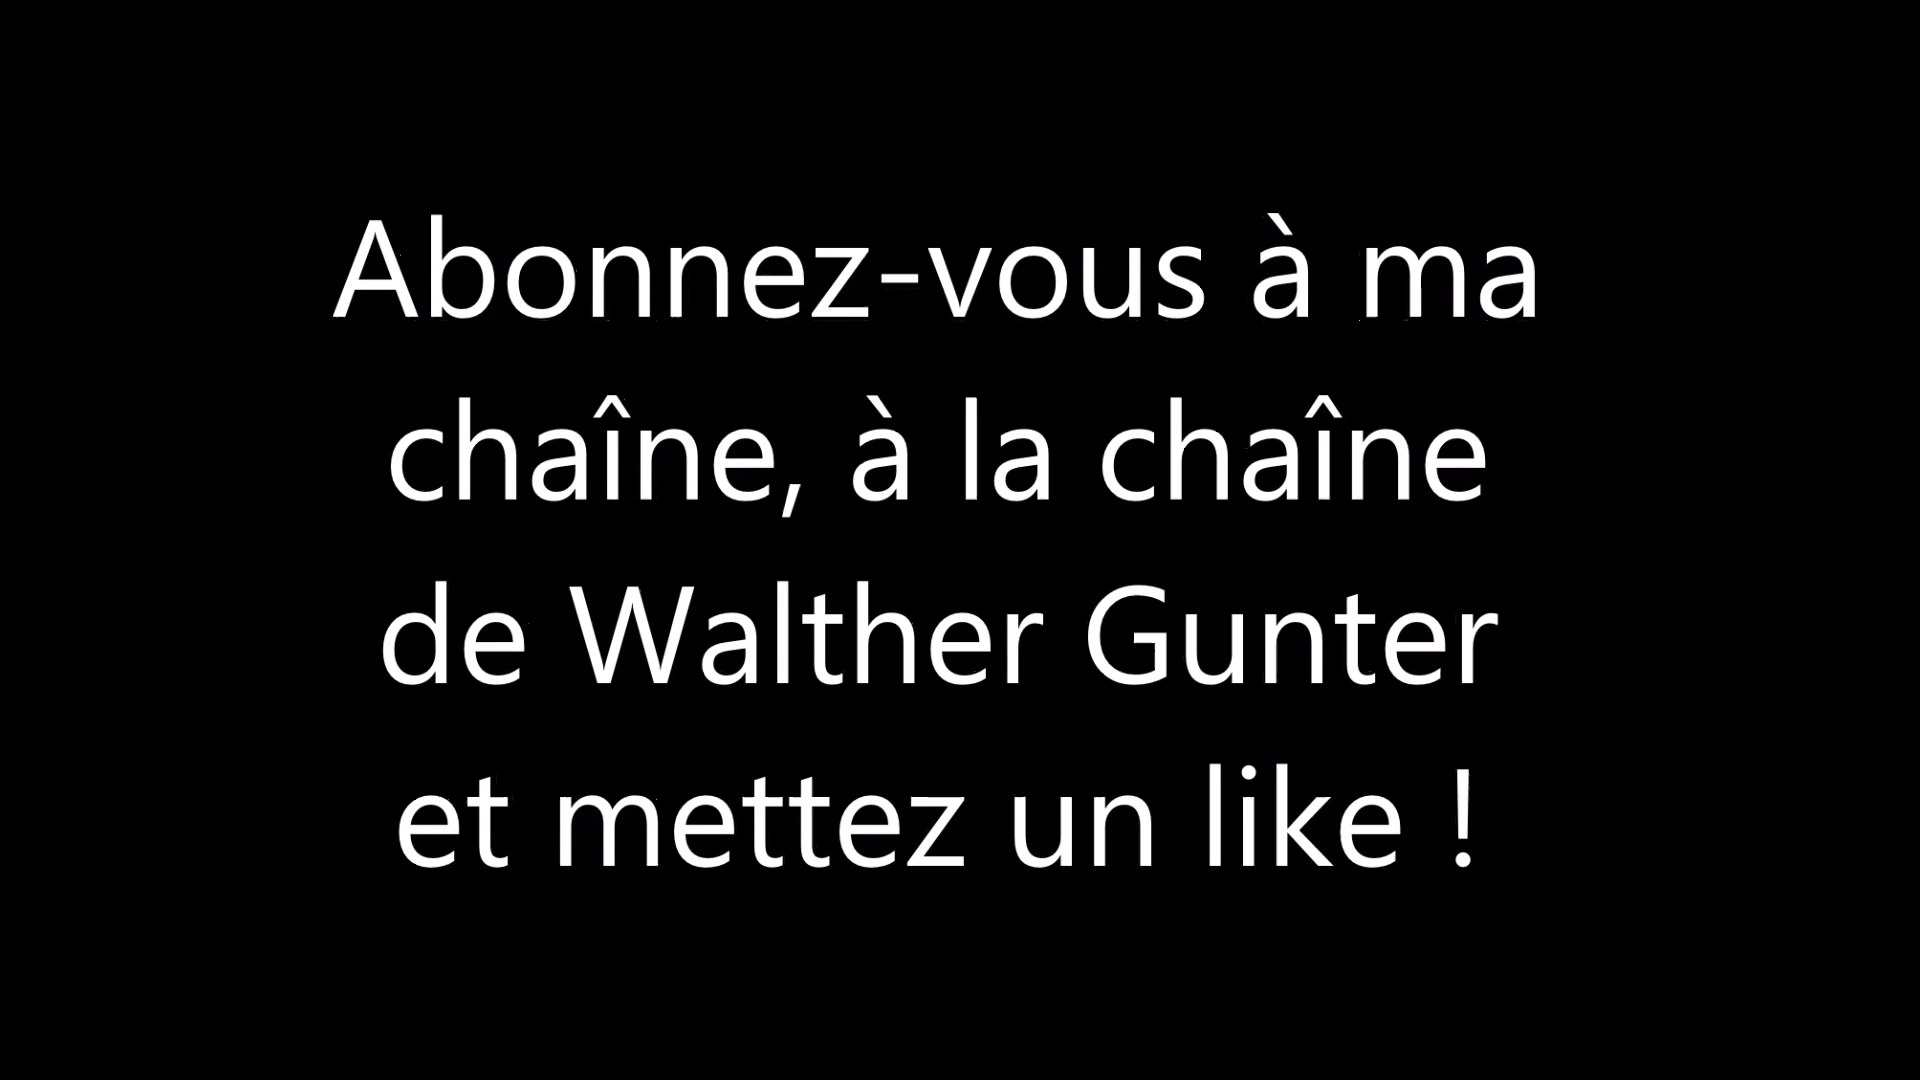 Abonnez-vous à ma
chaîne, à la chaîne
de Walther Gunter
et mettez un like !